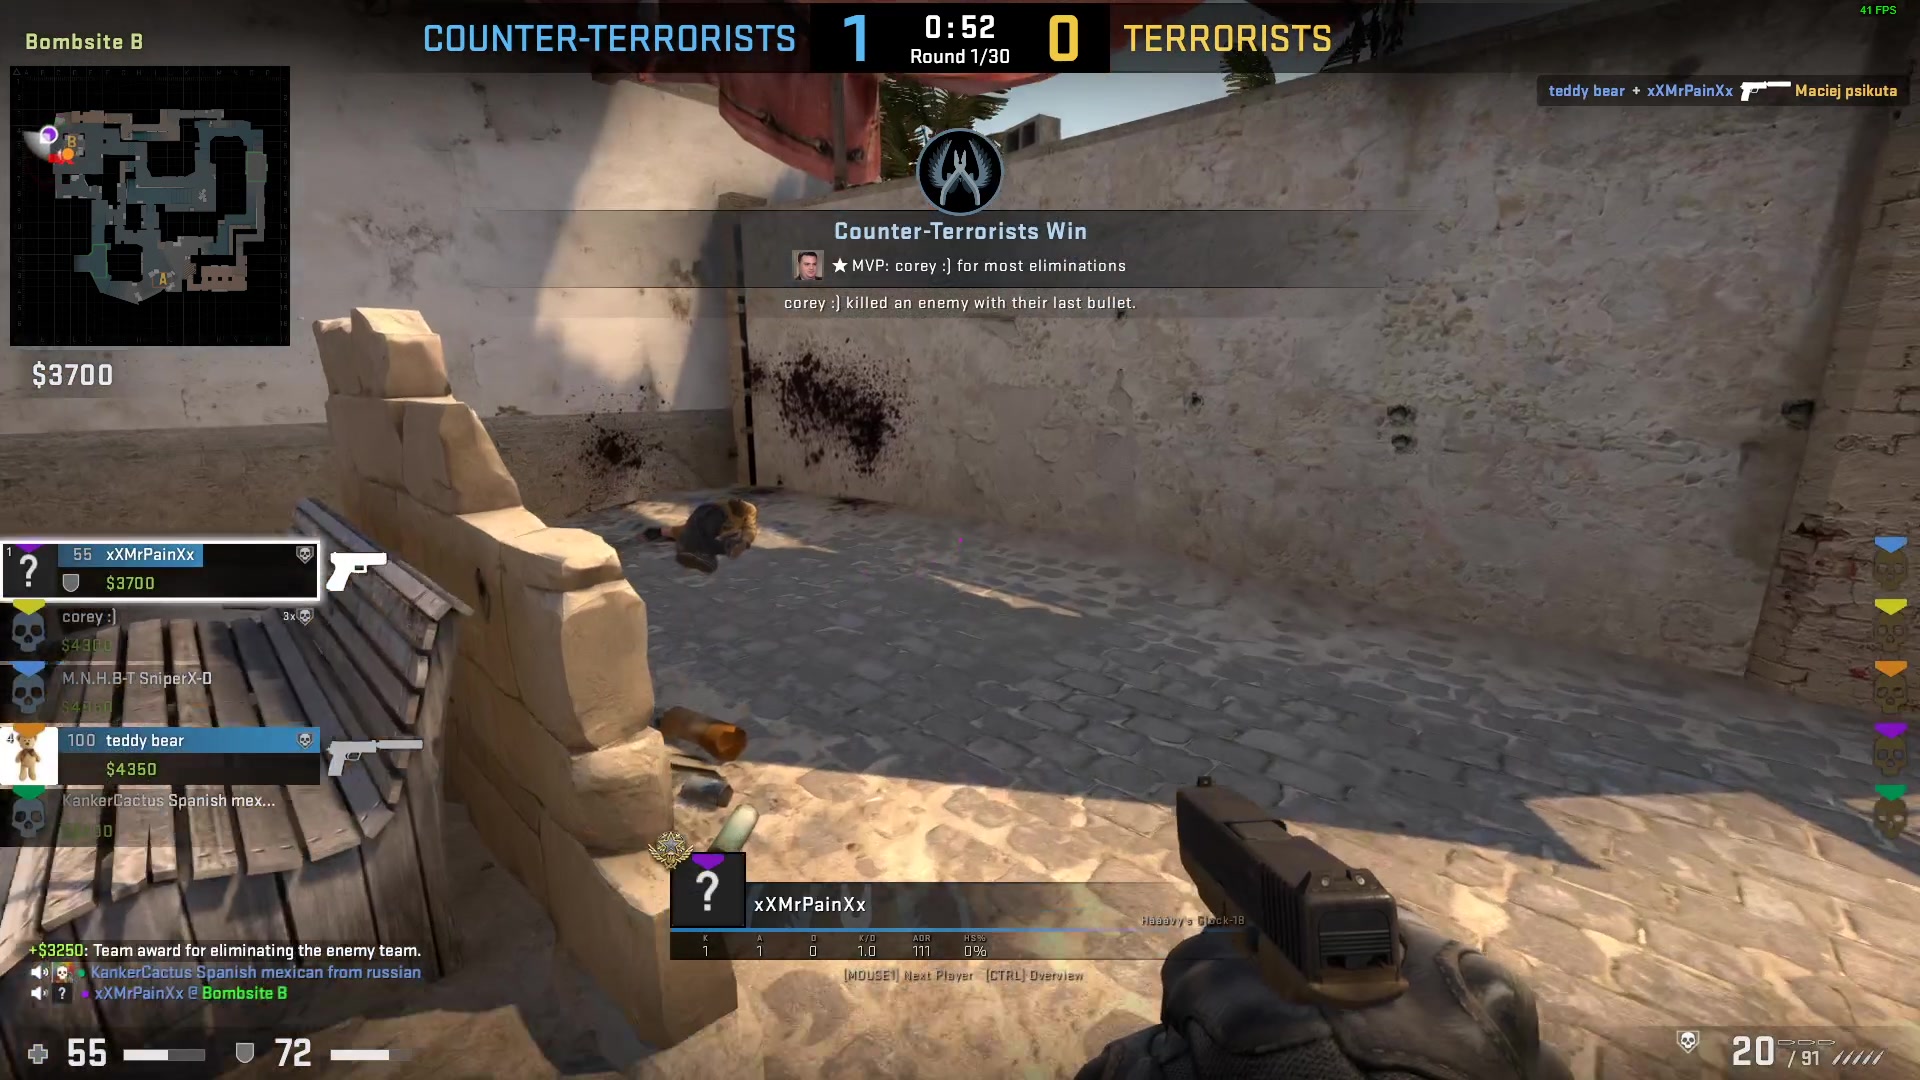 41 FPS
Bombsite B
COUNTER-TERRORISTS
1
0:52
Round 1/30
0
TERRORISTS
teddy bear + xXMrPainXx
Maciej psikuta
B
A
Counter-Terrorists Win
★ MVP: corey :) for most eliminations
corey :) killed an enemy with their last bullet.
$3700
1
?
55 xXMrPainXx
$3700
corey :)
3x
M.N.H.B-T SniperX-D
4
100 teddy bear
$4350
KankerCactus Spanish mex...
?
xXMrPainXx
K A D K/D ADR HS%
1 1 0 1.0 111 0%
[MOUSE1] Next Player [CTRL] Overview
+$3250: Team award for eliminating the enemy team.
KankerCactus Spanish mexican from russian
? xXMrPainXx @ Bombsite B
55
72
20 / 91